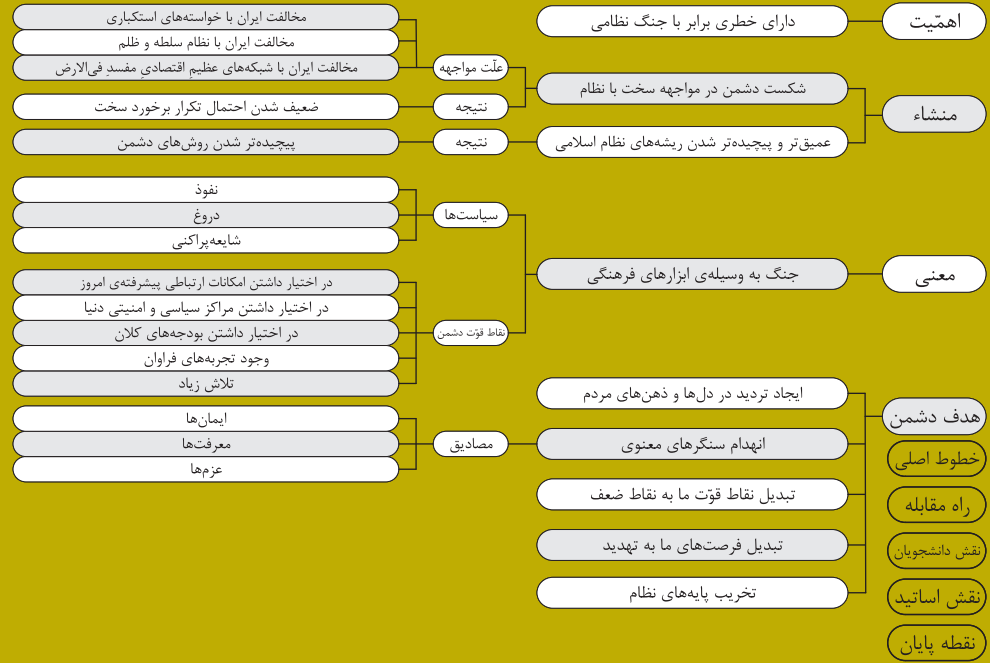 اهمّیت
دارای خطری برابر با جنگ نظامی
منشاء
شکست دشمن در مواجهه سخت با نظام
علّت مواجهه
مخالفت ایران با خواسته‌های استکباری
مخالفت ایران با نظام سلطه و ظلم
مخالفت ایران با شبکه‌های عظیمِ اقتصادیِ مفسدِ فی‌الارض
نتیجه
ضعیف شدن احتمال تکرار برخورد سخت
عمیق‌تر و پیچیده‌تر شدن ریشه‌های نظام اسلامی
نتیجه
پیچیده‌تر شدن روش‌های دشمن
معنی
جنگ به وسیله‌ی ابزارهای فرهنگی
سیاست‌ها
نفوذ
دروغ
شایعه‌پراکنی
نقاط قوّت دشمن
در اختیار داشتن امکانات ارتباطی پیشرفته‌ی امروز
در اختیار داشتن مراکز سیاسی و امنیتی دنیا
در اختیار داشتن بودجه‌های کلان
وجود تجربه‌های فراوان
تلاش زیاد
هدف دشمن
ایجاد تردید در دل‌ها و ذهن‌های مردم
انهدام سنگرهای معنوی
مصادیق
ایمان‌ها
معرفت‌ها
عزم‌ها
تبدیل نقاط قوّت ما به نقاط ضعف
تبدیل فرصت‌های ما به تهدید
تخریب پایه‌های نظام
خطوط اصلی
راه مقابله
نقش دانشجویان
نقش اساتید
نقطه پایان